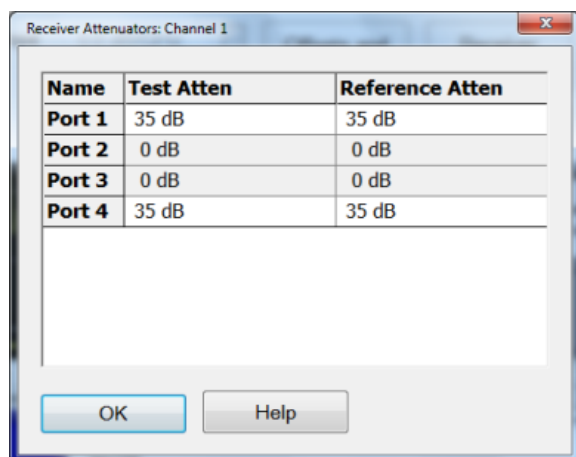 Receiver Attenuators: Channel 1
Name Test Atten Reference Atten
Port 1 35 dB 35 dB
Port 2 0 dB 0 dB
Port 3 0 dB 0 dB
Port 4 35 dB 35 dB
OK Help